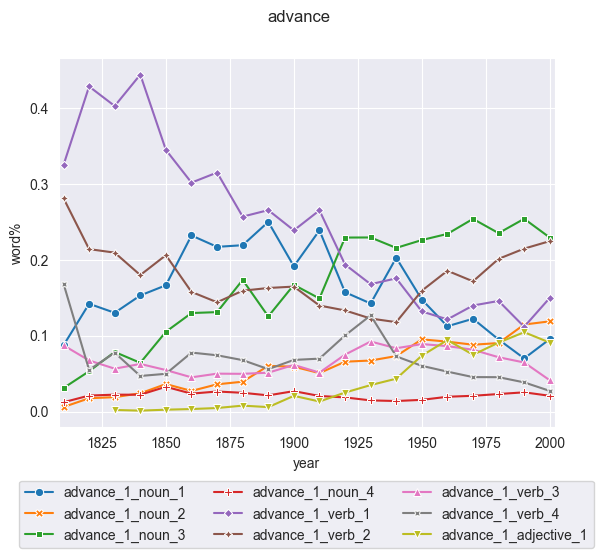 advance
word%
0.4
0.3
0.2
0.1
0.0
1825 1850 1875 1900 1925 1950 1975 2000
year
advance_1_noun_1 advance_1_noun_4 advance_1_verb_3
advance_1_noun_2 advance_1_verb_1 advance_1_verb_4
advance_1_noun_3 advance_1_verb_2 advance_1_adjective_1